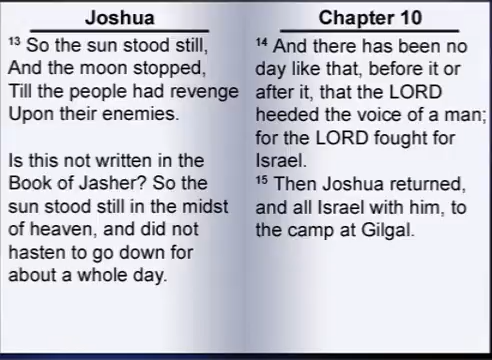 Joshua
13 So the sun stood still,
And the moon stopped,
Till the people had revenge
Upon their enemies.
Is this not written in the
Book of Jasher? So the
sun stood still in the midst
of heaven, and did not
hasten to go down for
about a whole day.
Chapter 10
14 And there has been no
day like that, before it or
after it, that the LORD
heeded the voice of a man;
for the LORD fought for
Israel.
15 Then Joshua returned,
and all Israel with him, to
the camp at Gilgal.